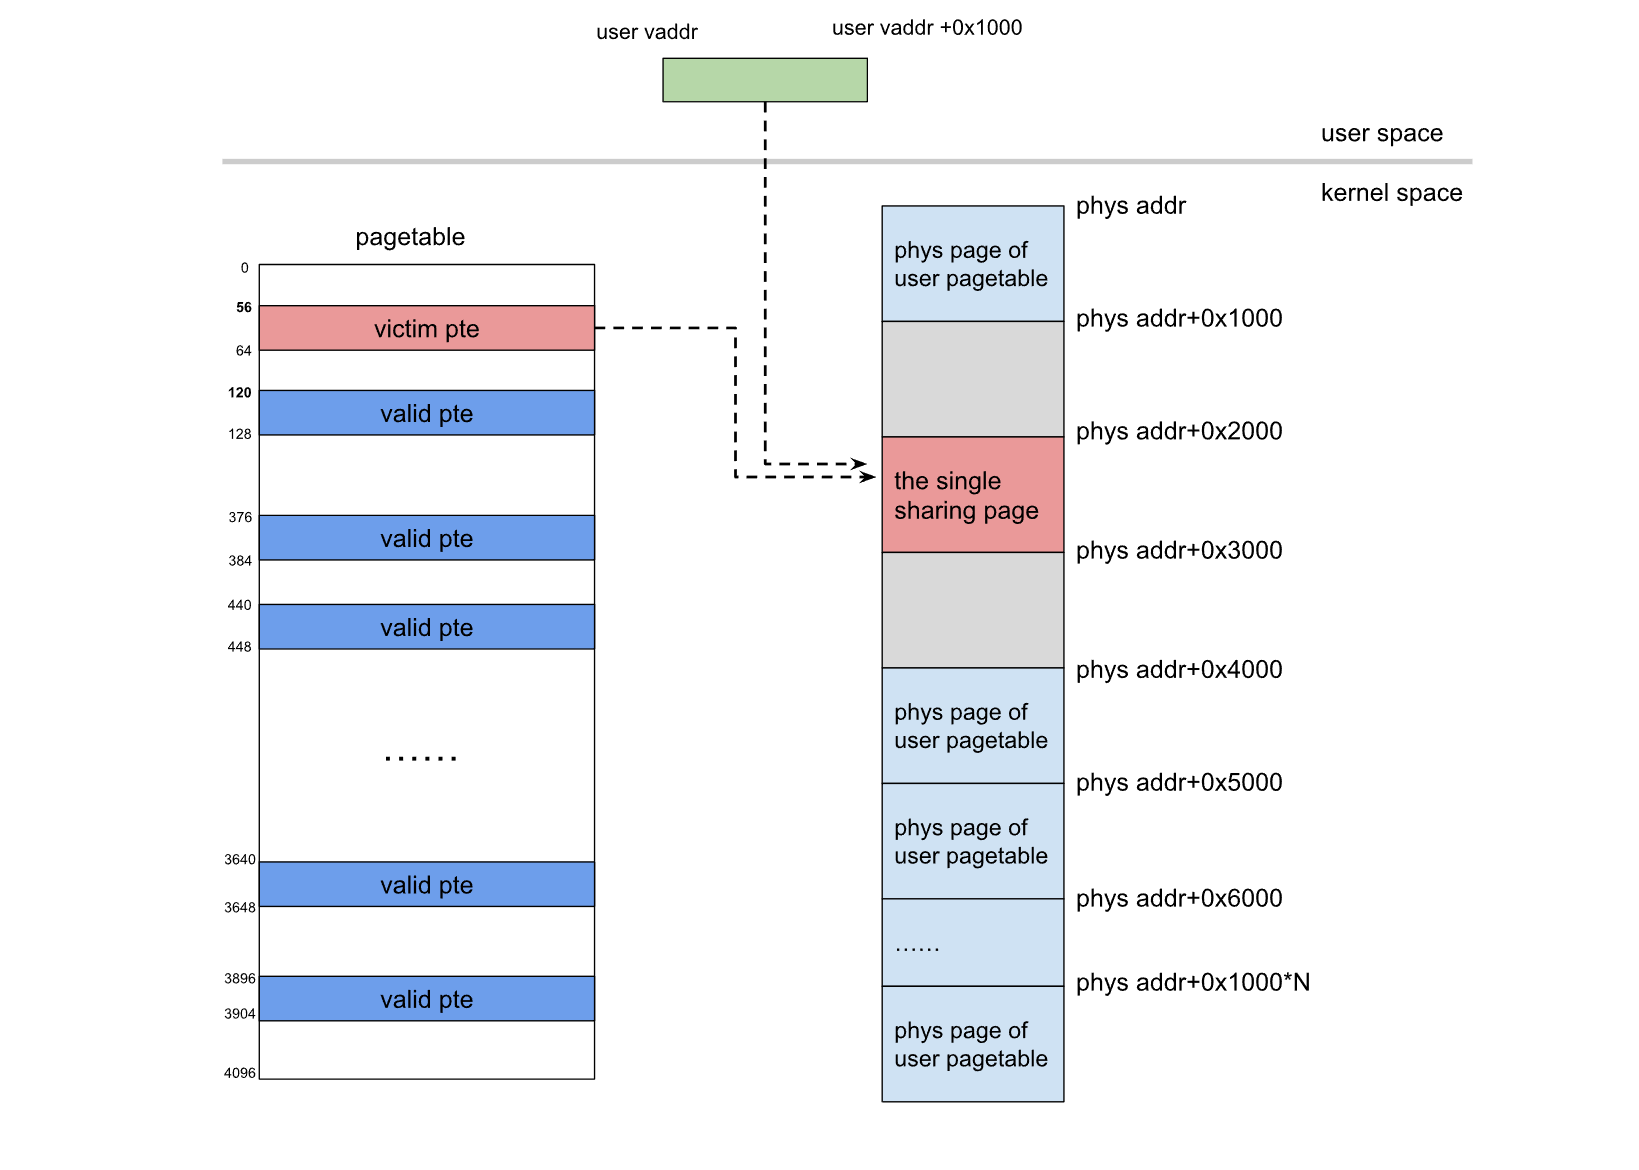 user vaddr
user vaddr +0x1000
user space
kernel space
pagetable
0
56
victim pte
64
120
valid pte
128
376
valid pte
384
440
valid pte
448
......
3640
valid pte
3648
3896
valid pte
3904
4096
phys addr
phys page of
user pagetable
phys addr+0x1000
phys addr+0x2000
the single
sharing page
phys addr+0x3000
phys addr+0x4000
phys page of
user pagetable
phys addr+0x5000
phys page of
user pagetable
phys addr+0x6000
......
phys addr+0x1000*N
phys page of
user pagetable